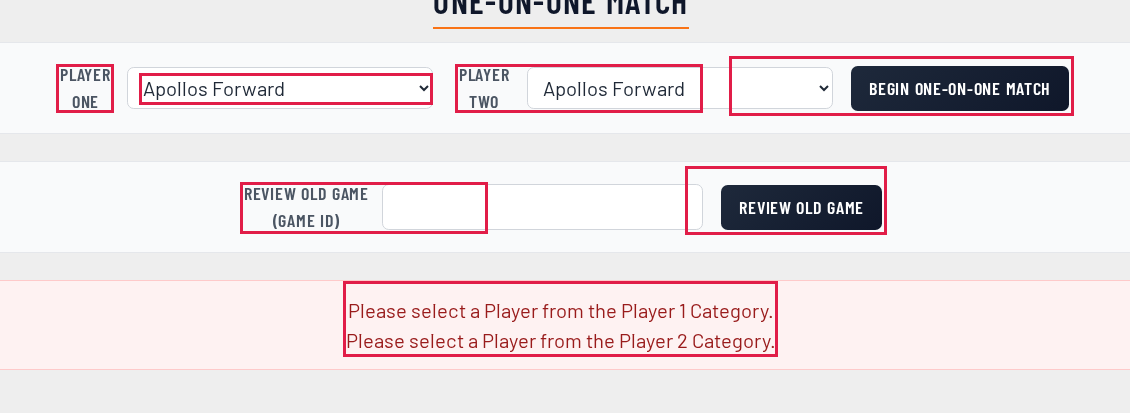 ONE-ON-ONE MATCH
PLAYER ONE
Apollos Forward
PLAYER TWO
Apollos Forward
BEGIN ONE-ON-ONE MATCH
REVIEW OLD GAME
(GAME ID)
REVIEW OLD GAME
Please select a Player from the Player 1 Category.
Please select a Player from the Player 2 Category.